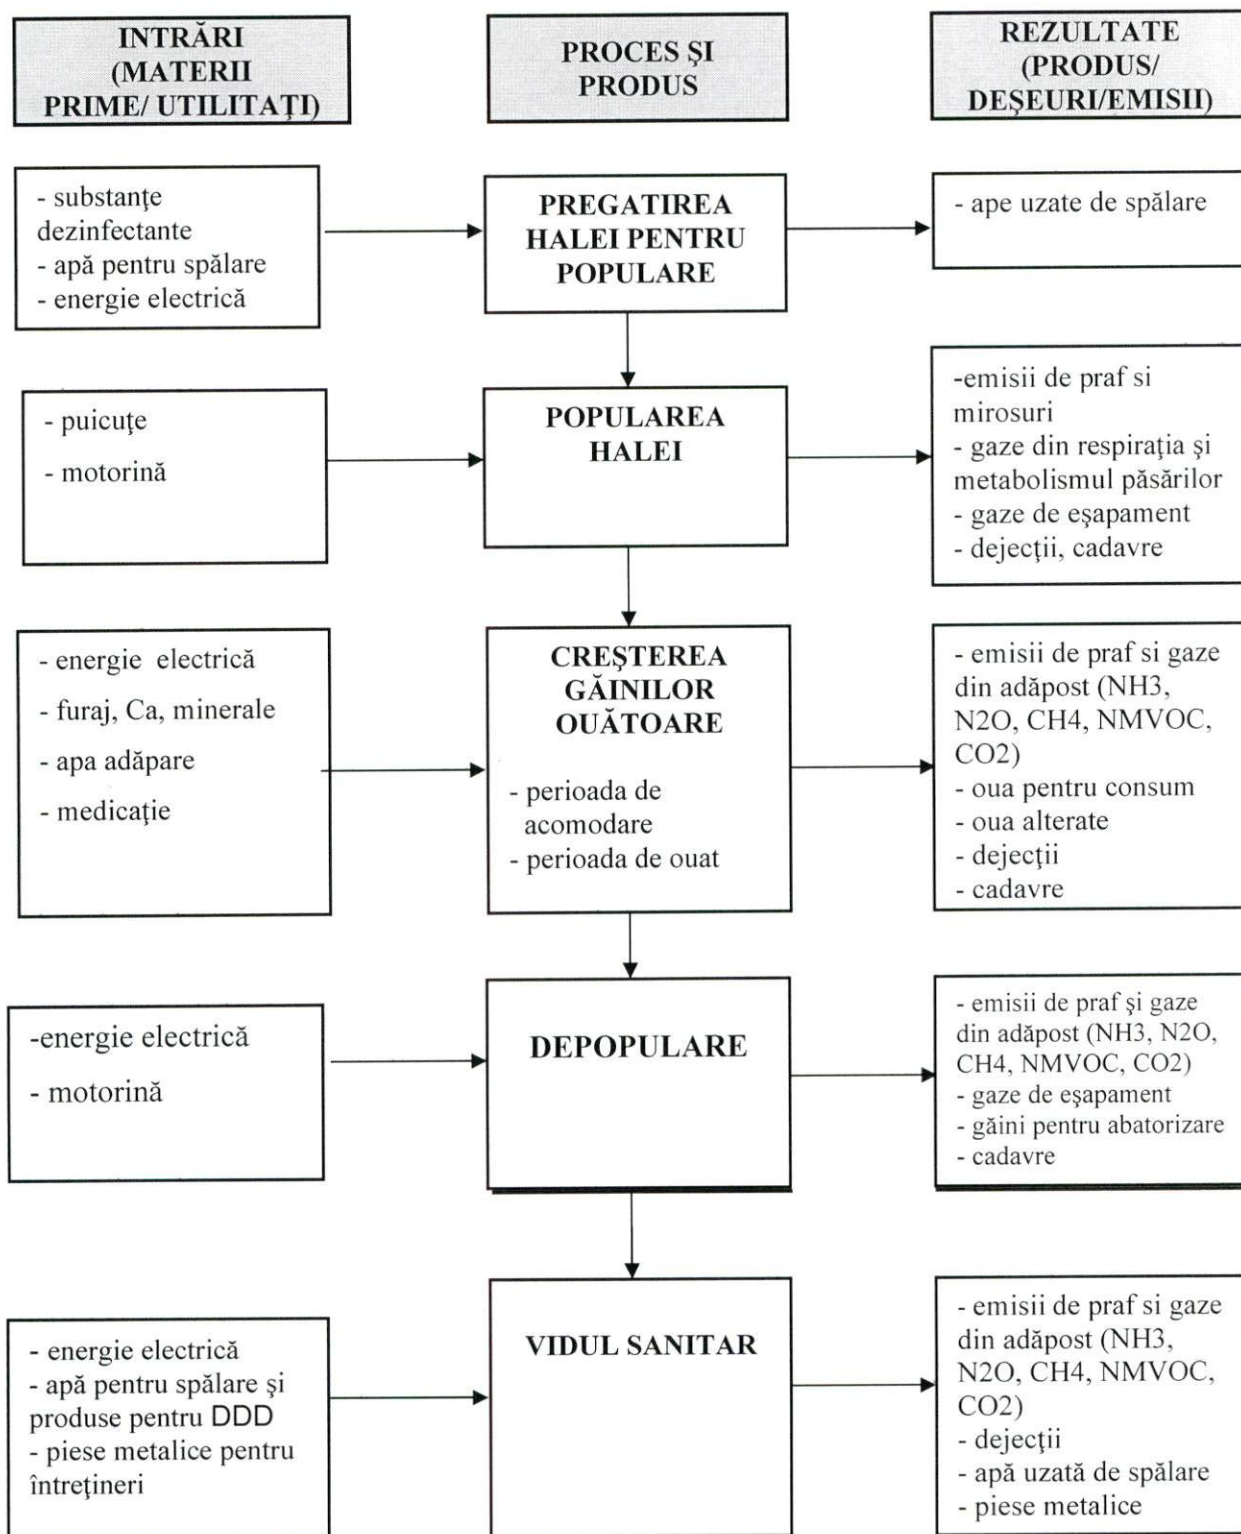 INTRĂRI
(MATERII
PRIME/ UTILITAŢI)
PROCES ŞI
PRODUS
REZULTATE
(PRODUS/
DEŞEURI/EMISII)
- substanţe
dezinfectante
- apă pentru spălare
- energie electrică
PREGATIREA
HALEI PENTRU
POPULARE
- ape uzate de spălare
- puicuţe
- motorină
POPULAREA
HALEI
-emisii de praf si
mirosuri
- gaze din respiraţia şi
metabolismul păsărilor
- gaze de eşapament
- dejecţii, cadavre
- energie electrică
- furaj, Ca, minerale
- apa adăpare
- medicaţie
CREŞTEREA
GĂINILOR
OUĂTOARE
- perioada de
acomodare
- perioada de ouat
- emisii de praf si gaze
din adăpost (NH3,
N2O, CH4, NMVOC,
CO2)
- oua pentru consum
- oua alterate
- dejecţii
- cadavre
-energie electrică
- motorină
DEPOPULARE
- emisii de praf şi gaze
din adăpost (NH3, N2O,
CH4, NMVOC, CO2)
- gaze de eşapament
- găini pentru abatorizare
- cadavre
- energie electrică
- apă pentru spălare şi
produse pentru DDD
- piese metalice pentru
întreţineri
VIDUL SANITAR
- emisii de praf si gaze
din adăpost (NH3,
N2O, CH4, NMVOC,
CO2)
- dejecţii
- apă uzată de spălare
- piese metalice